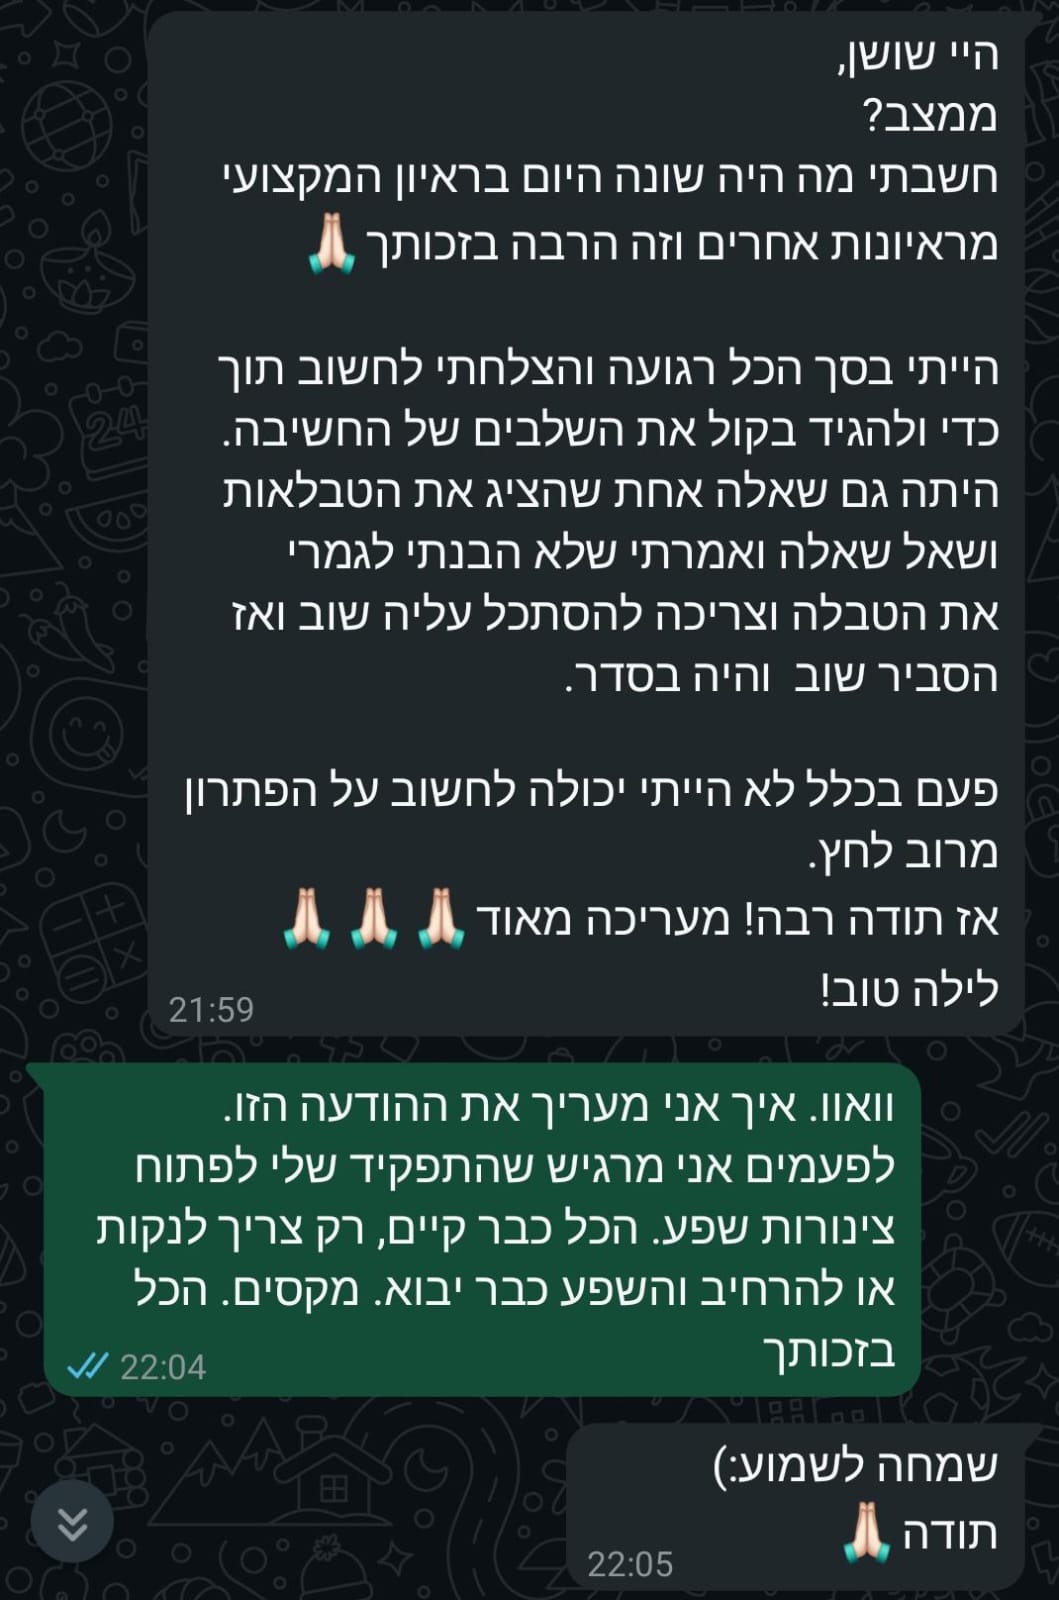 היי שושן,
ממצב?
חשבתי מה היה שונה היום בראיון המקצועי
מראיונות אחרים וזה הרבה בזכותך 🙏🏻
הייתי בסך הכל רגועה והצלחתי לחשוב תוך
כדי ולהגיד בקול את השלבים של החשיבה.
היתה גם שאלה אחת שהציג את הטבלאות
ושאל שאלה ואמרתי שלא הבנתי לגמרי
את הטבלה וצריכה להסתכל עליה שוב ואז
הסביר שוב  והיה בסדר.
פעם בכלל לא הייתי יכולה לחשוב על הפתרון
מרוב לחץ.
אז תודה רבה! מעריכה מאוד 🙏🏻🙏🏻🙏🏻
לילה טוב!
21:59
וואוו. איך אני מעריך את ההודעה הזו.
לפעמים אני מרגיש שהתפקיד שלי לפתוח
צינורות שפע. הכל כבר קיים, רק צריך לנקות
או להרחיב והשפע כבר יבוא. מקסים. הכל
בזכותך
22:04
שמחה לשמוע:)
תודה 🙏🏻
22:05